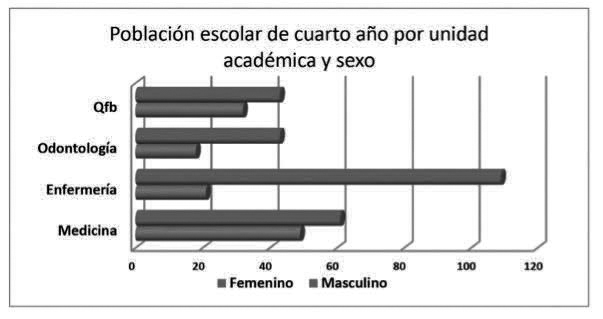 Población escolar de cuarto año por unidad
académica y sexo
Qfb
Odontología
Enfermería
Medicina
0 20 40 60 80 100 120
Femenino Masculino